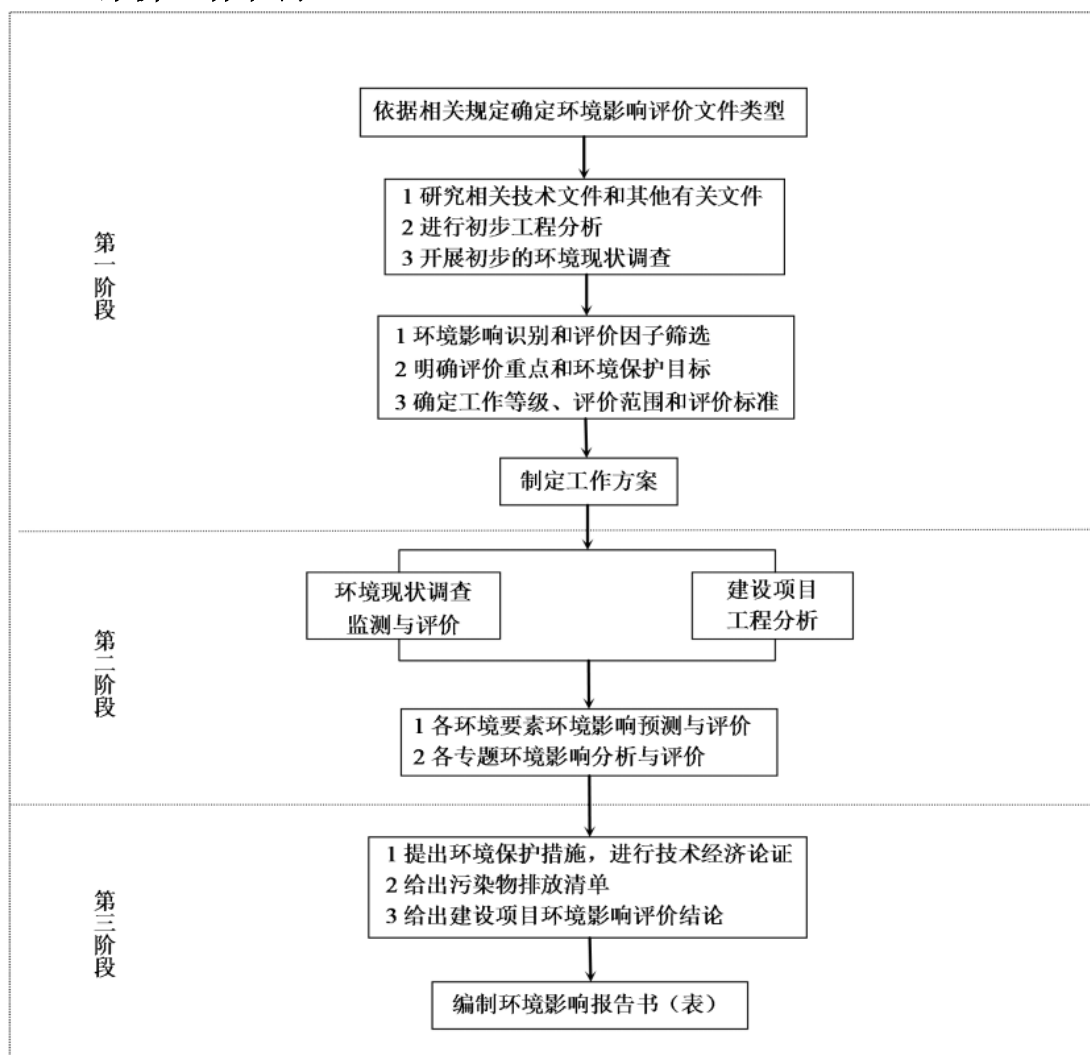 依据相关规定确定环境影响评价文件类型
1 研究相关技术文件和其他有关文件
2 进行初步工程分析
3 开展初步的环境现状调查
第一阶段
1 环境影响识别和评价因子筛选
2 明确评价重点和环境保护目标
3 确定工作等级、评价范围和评价标准
制定工作方案
环境现状调查
监测与评价
建设项目
工程分析
第二阶段
1 各环境要素环境影响预测与评价
2 各专题环境影响分析与评价
1 提出环境保护措施，进行技术经济论证
2 给出污染物排放清单
3 给出建设项目环境影响评价结论
第三阶段
编制环境影响报告书（表）